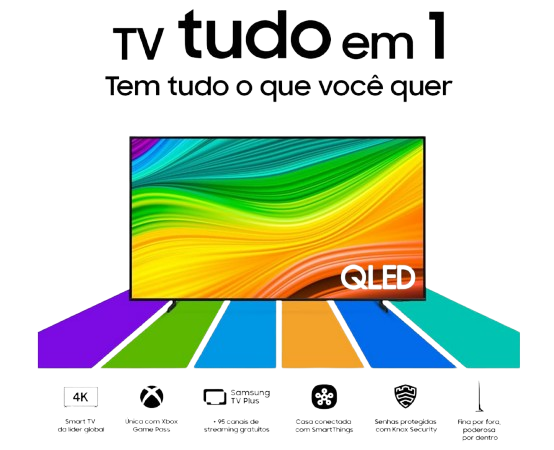 TV tudo em 1
Tem tudo o que você quer
QLED
4K
Smart TV
do líder global
Única com Xbox
Game Pass
Samsung
TV Plus
+ 95 canais de
streaming gratuitos
Casa conectada
com SmartThings
Senhas protegidas
com Knox Security
Fina por fora,
poderosa
por dentro